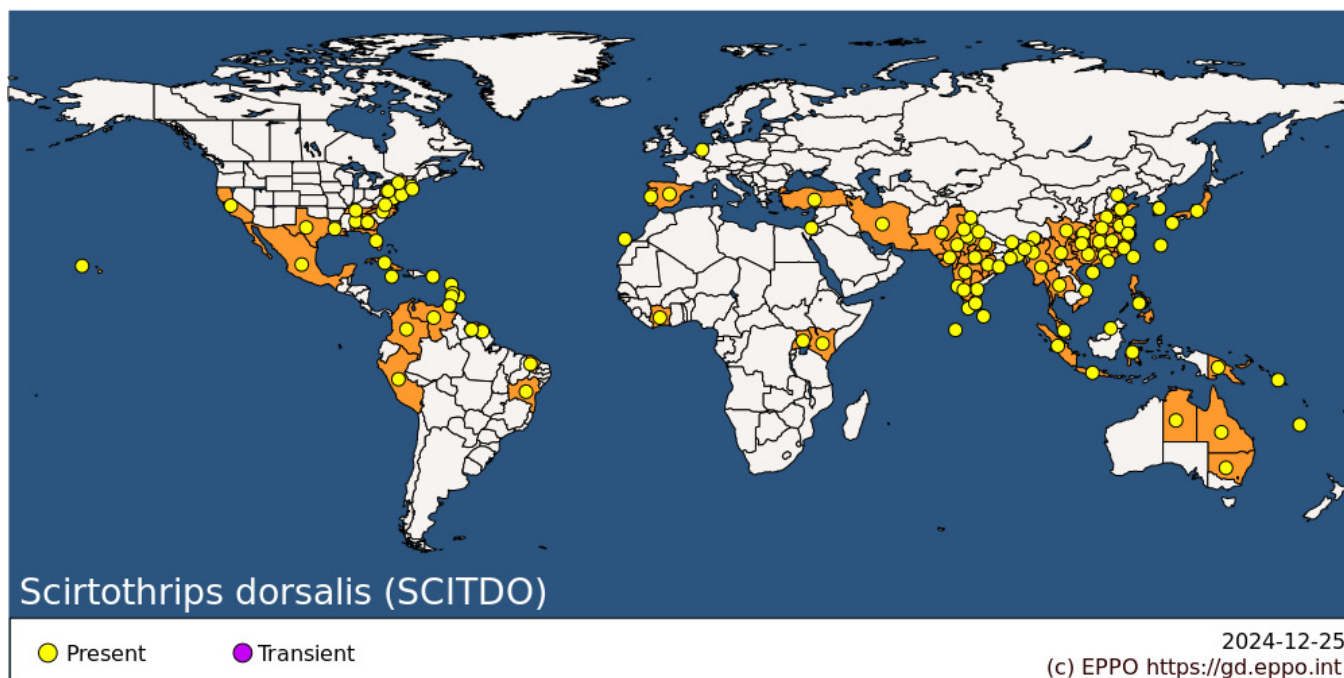 Scirtothrips dorsalis (SCITDO)
Present
Transient
2024-12-25
(c) EPPO https://gd.eppo.int